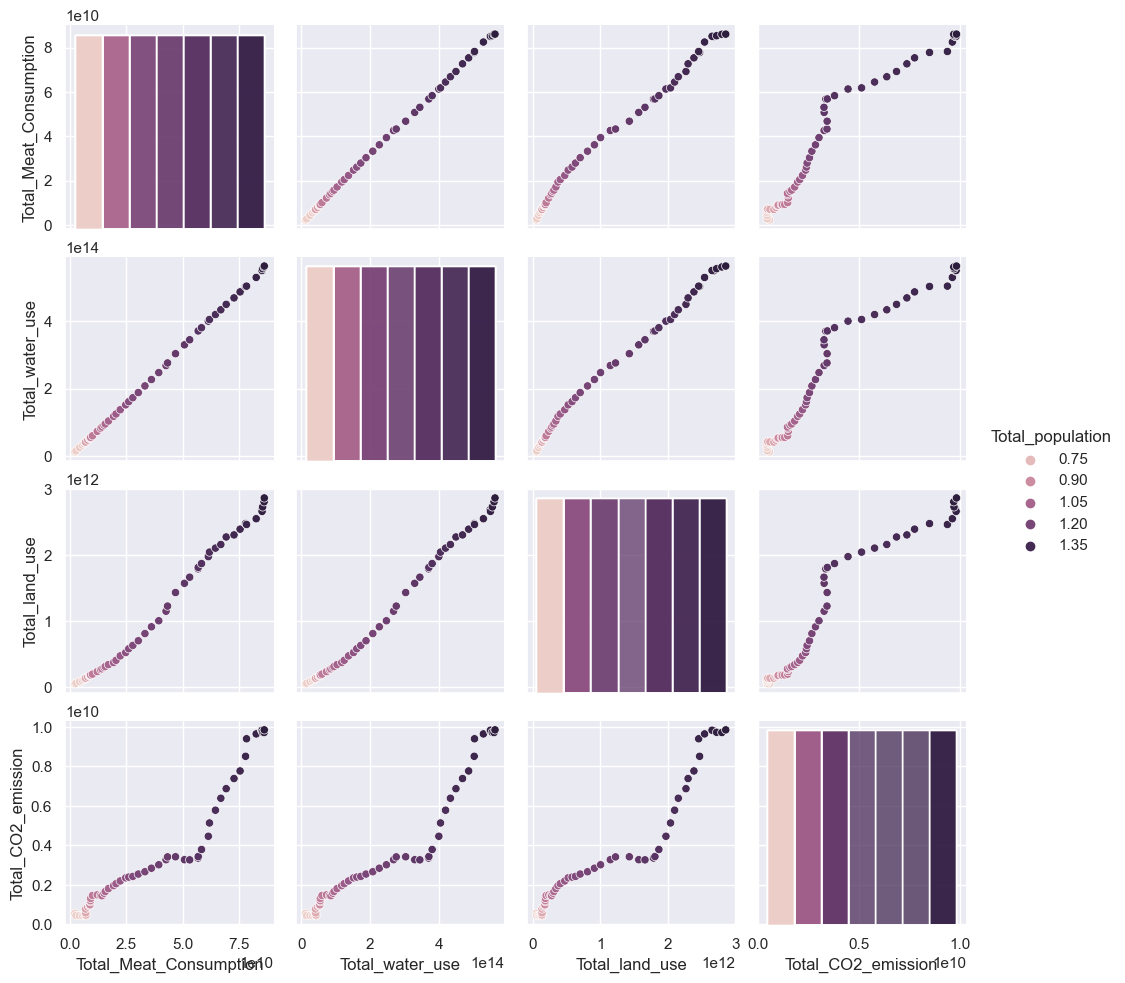 1e10
8
6
4
2
0
Total_Meat_Consumption
1e14
4
2
0
Total_water_use
1e12
3
2
1
0
Total_land_use
1e10
1.0
0.8
0.6
0.4
0.2
0.0
Total_CO2_emission
0.0 2.5 5.0 7.5
Total_Meat_Consumption 1e10
0 2 4
Total_water_use 1e14
0 1 2 3
Total_land_use 1e12
0.0 0.5 1.0
Total_CO2_emission 1e10
Total_population
0.75
0.90
1.05
1.20
1.35